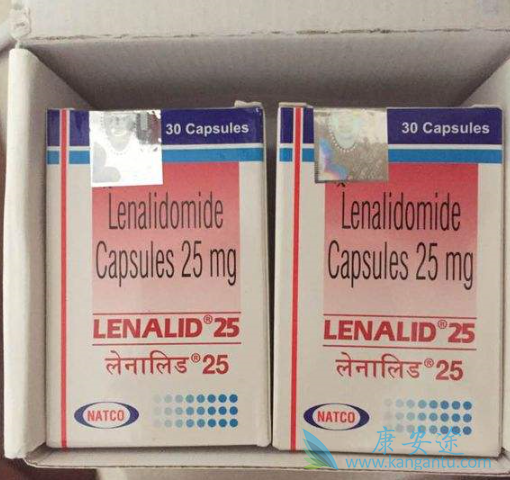 30 Capsules
Lenalidomide
Capsules 25 mg
LENALID®25
लेनालिड®25
NATCO
30 Capsules
Lenalidomide
Capsules 25 mg
LENALID®25
लेनालिड®25
NATCO
康安途
www.kangantu.com